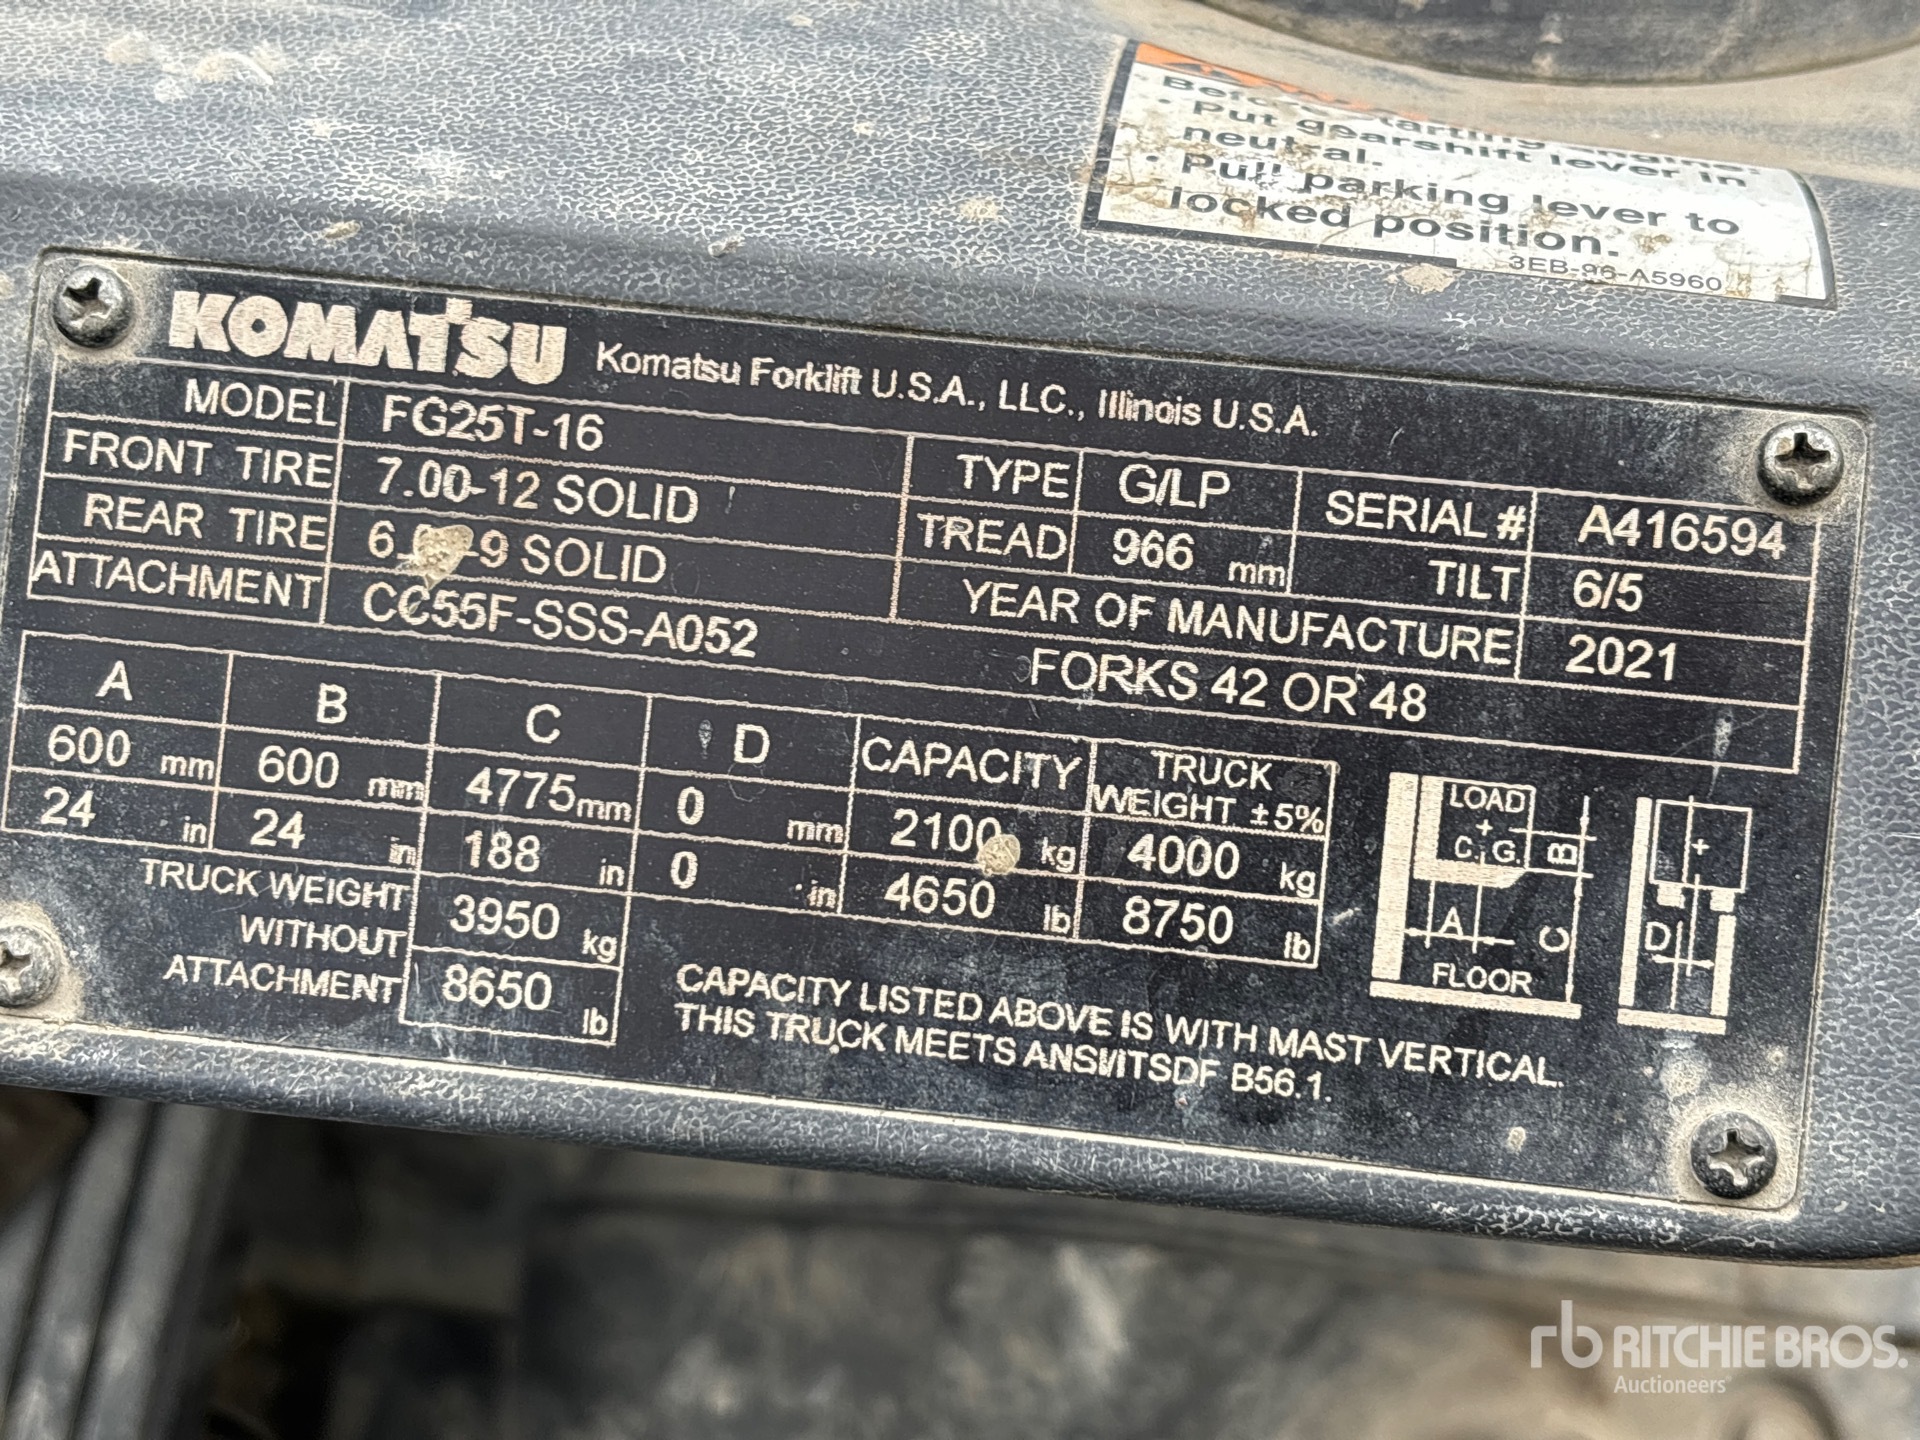 Before starting engine:
• Put gearshift lever in
neutral.
• Pull parking lever to
locked position.
3EB-96-A5960
KOMATSU Komatsu Forklift U.S.A., LLC., Illinois U.S.A.
MODEL FG25T-16
FRONT TIRE 7.00-12 SOLID TYPE G/LP SERIAL # A416594
REAR TIRE SOLID TREAD 966 mm TILT 6/5
ATTACHMENT CC55F-SSS-A052 YEAR OF MANUFACTURE 2021
FORKS 42 OR 48
A B C D CAPACITY TRUCK WEIGHT ±5%
600 mm 600 mm 4775 mm 0 mm 2100 kg 4000 kg
24 in 24 in 188 in 0 in 4650 lb 8750 lb
TRUCK WEIGHT
WITHOUT
ATTACHMENT
3950 kg
8650 lb
CAPACITY LISTED ABOVE IS WITH MAST VERTICAL.
THIS TRUCK MEETS ANSI/ITSDF B56.1.
LOAD
+
C. G.
B
A
C
FLOOR
+
D
rb RITCHIE BROS.
Auctioneers